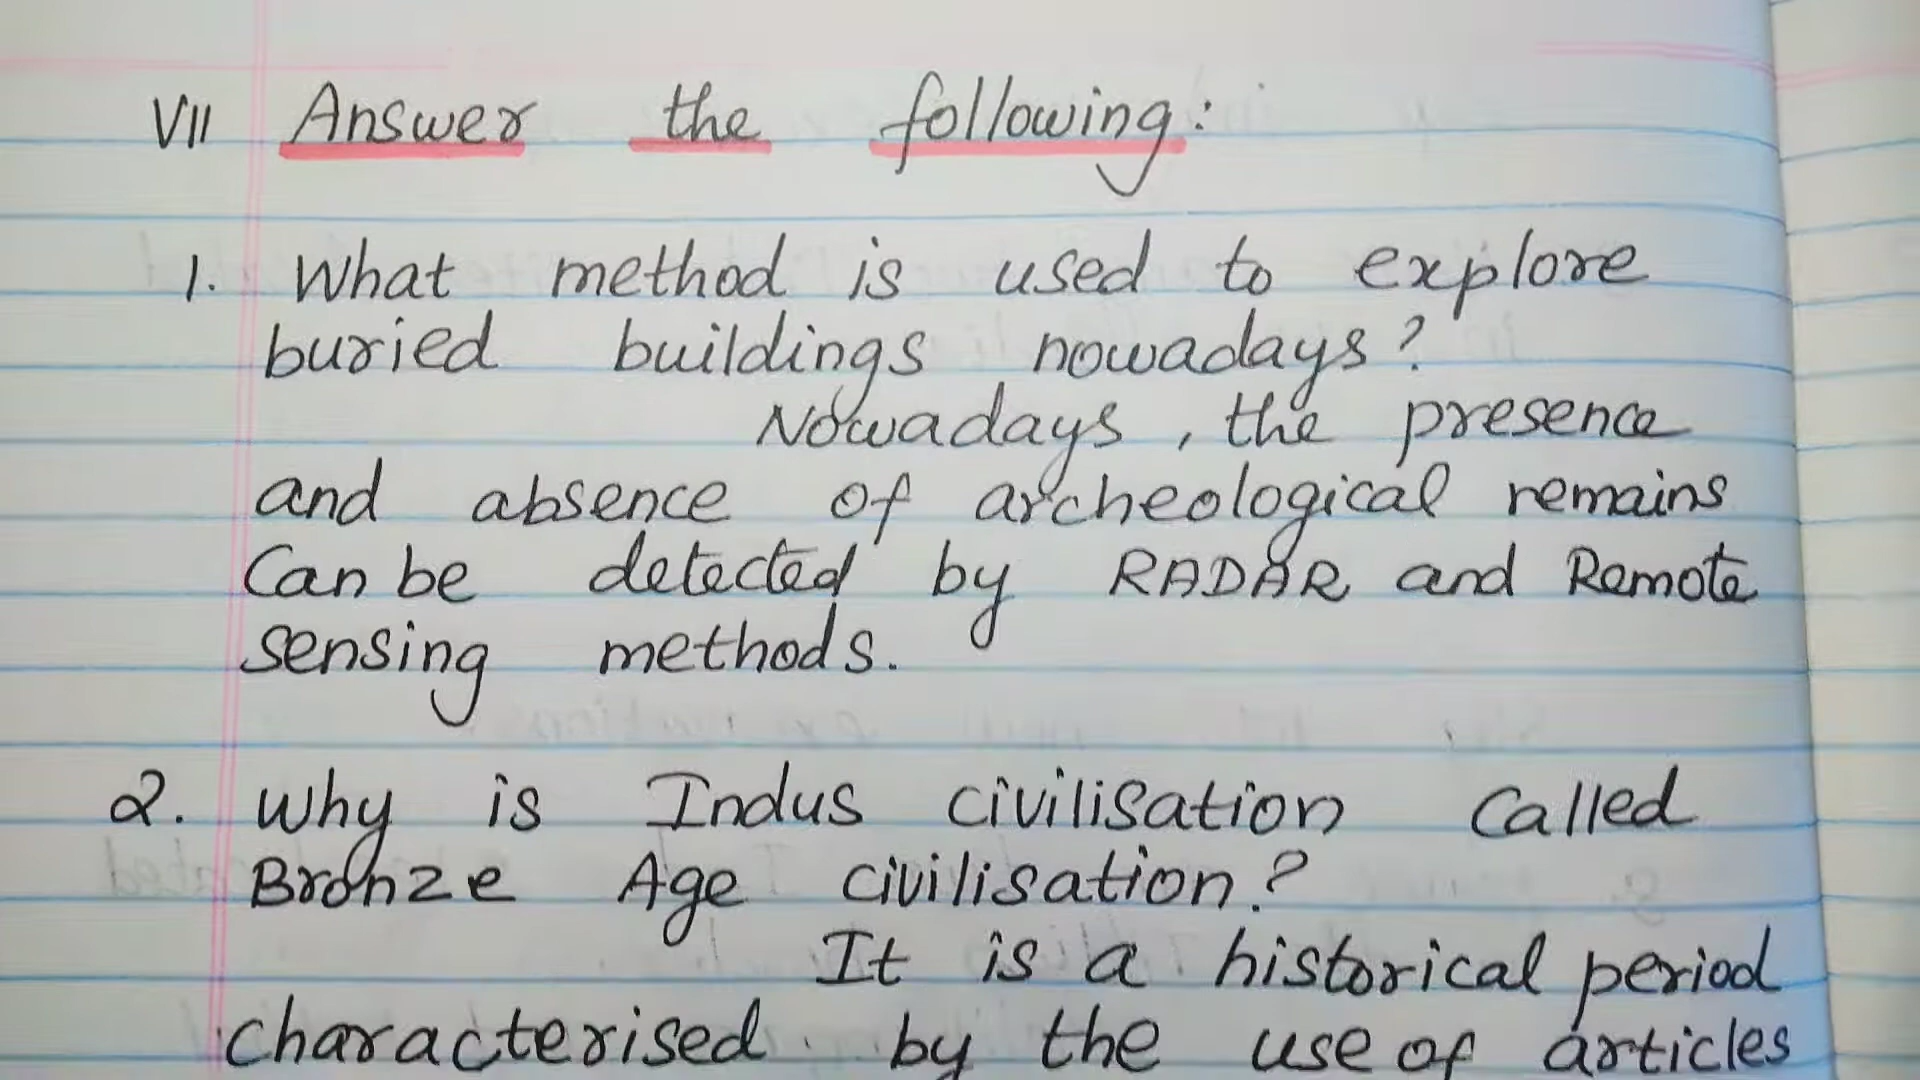 VII Answer the following:
1. What method is used to explore
buried buildings nowadays?
Nowadays, the presence
and absence of archeological remains
Can be detected by RADAR and Remote
sensing methods.
2. Why is Indus civilisation Called
Bronze Age civilisation?
It is a historical period
characterised by the use of articles